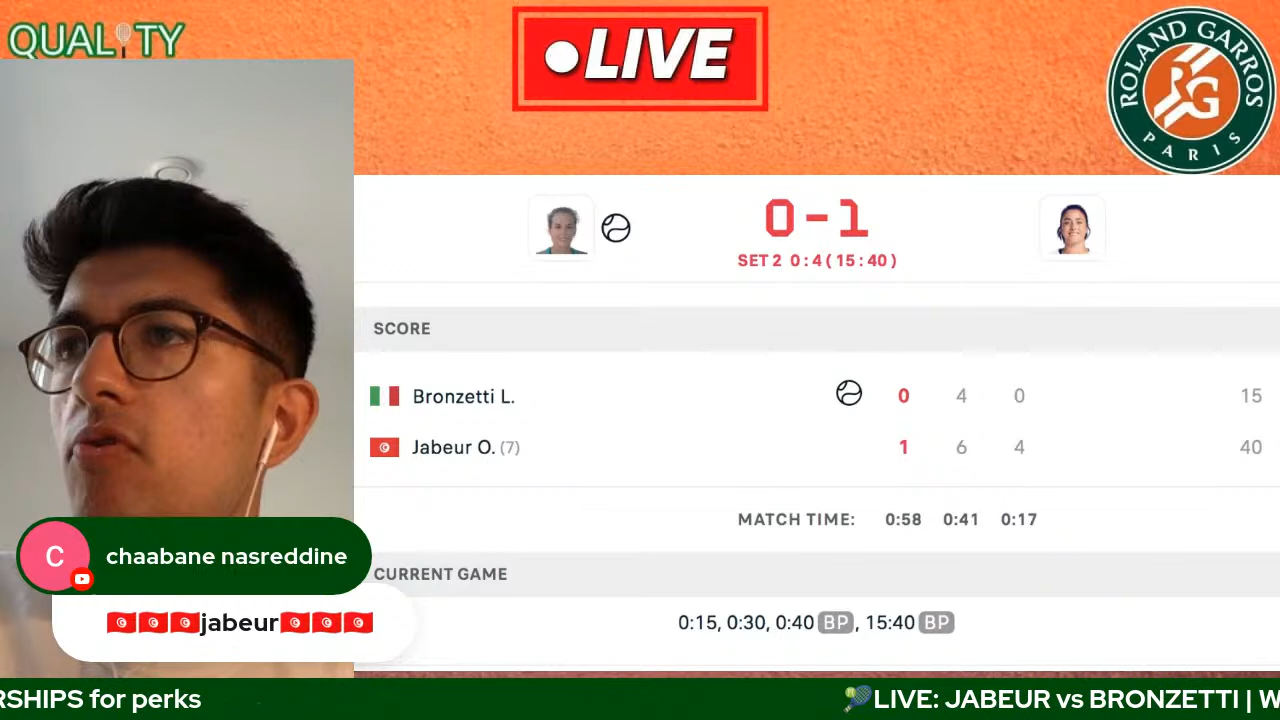 QUALITY
LIVE
ROLAND GARROS
RG
PARIS
0-1
SET 2 0:4 (15:40)
SCORE
Bronzetti L. 0 4 0 15
Jabeur O. (7) 1 6 4 40
MATCH TIME: 0:58 0:41 0:17
CURRENT GAME
0:15, 0:30, 0:40 BP, 15:40 BP
C chaabane nasreddine
🇹🇳🇹🇳🇹🇳jabeur🇹🇳🇹🇳🇹🇳
RSHIPS for perks 🎾LIVE: JABEUR vs BRONZETTI | W